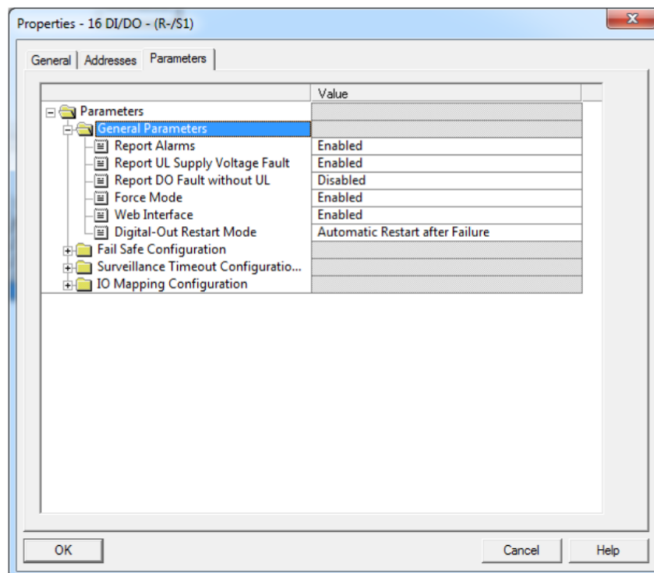 Properties - 16 DI/DO - (R-/S1)
General Addresses Parameters
Value
Parameters
General Parameters
Report Alarms Enabled
Report UL Supply Voltage Fault Enabled
Report DO Fault without UL Disabled
Force Mode Enabled
Web Interface Enabled
Digital-Out Restart Mode Automatic Restart after Failure
Fail Safe Configuration
Surveillance Timeout Configuratio...
IO Mapping Configuration
OK Cancel Help